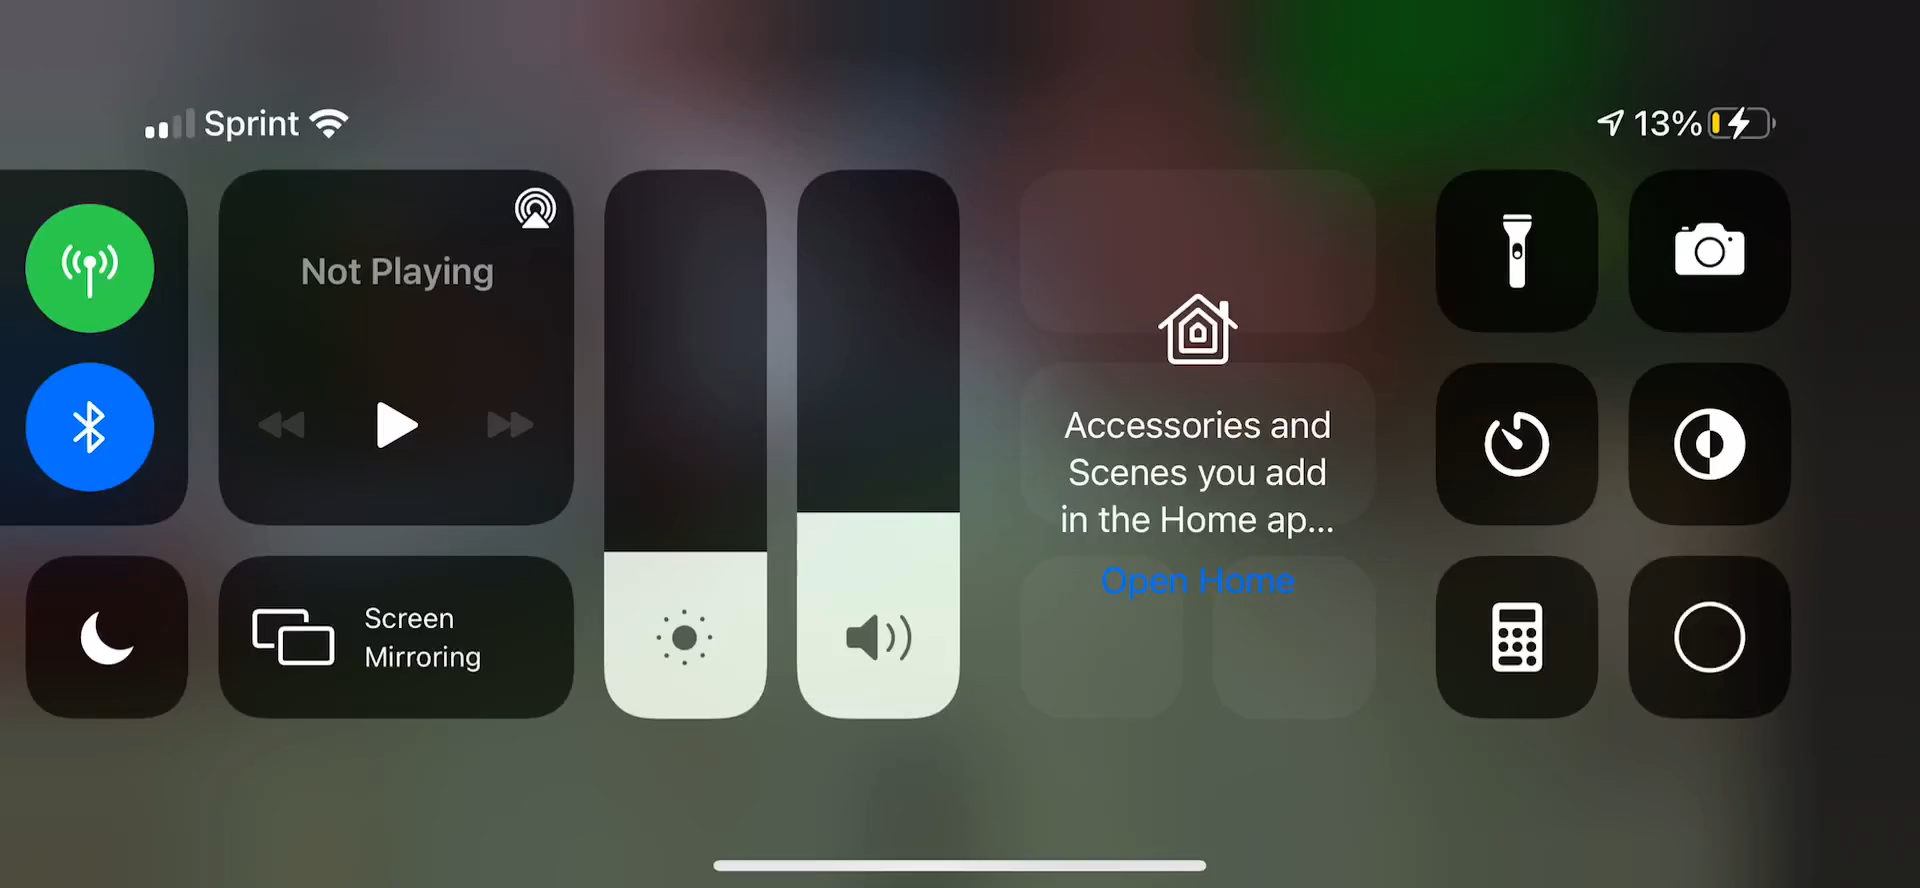 Sprint
13%
Not Playing
Screen
Mirroring
Accessories and
Scenes you add
in the Home ap...
Open Home